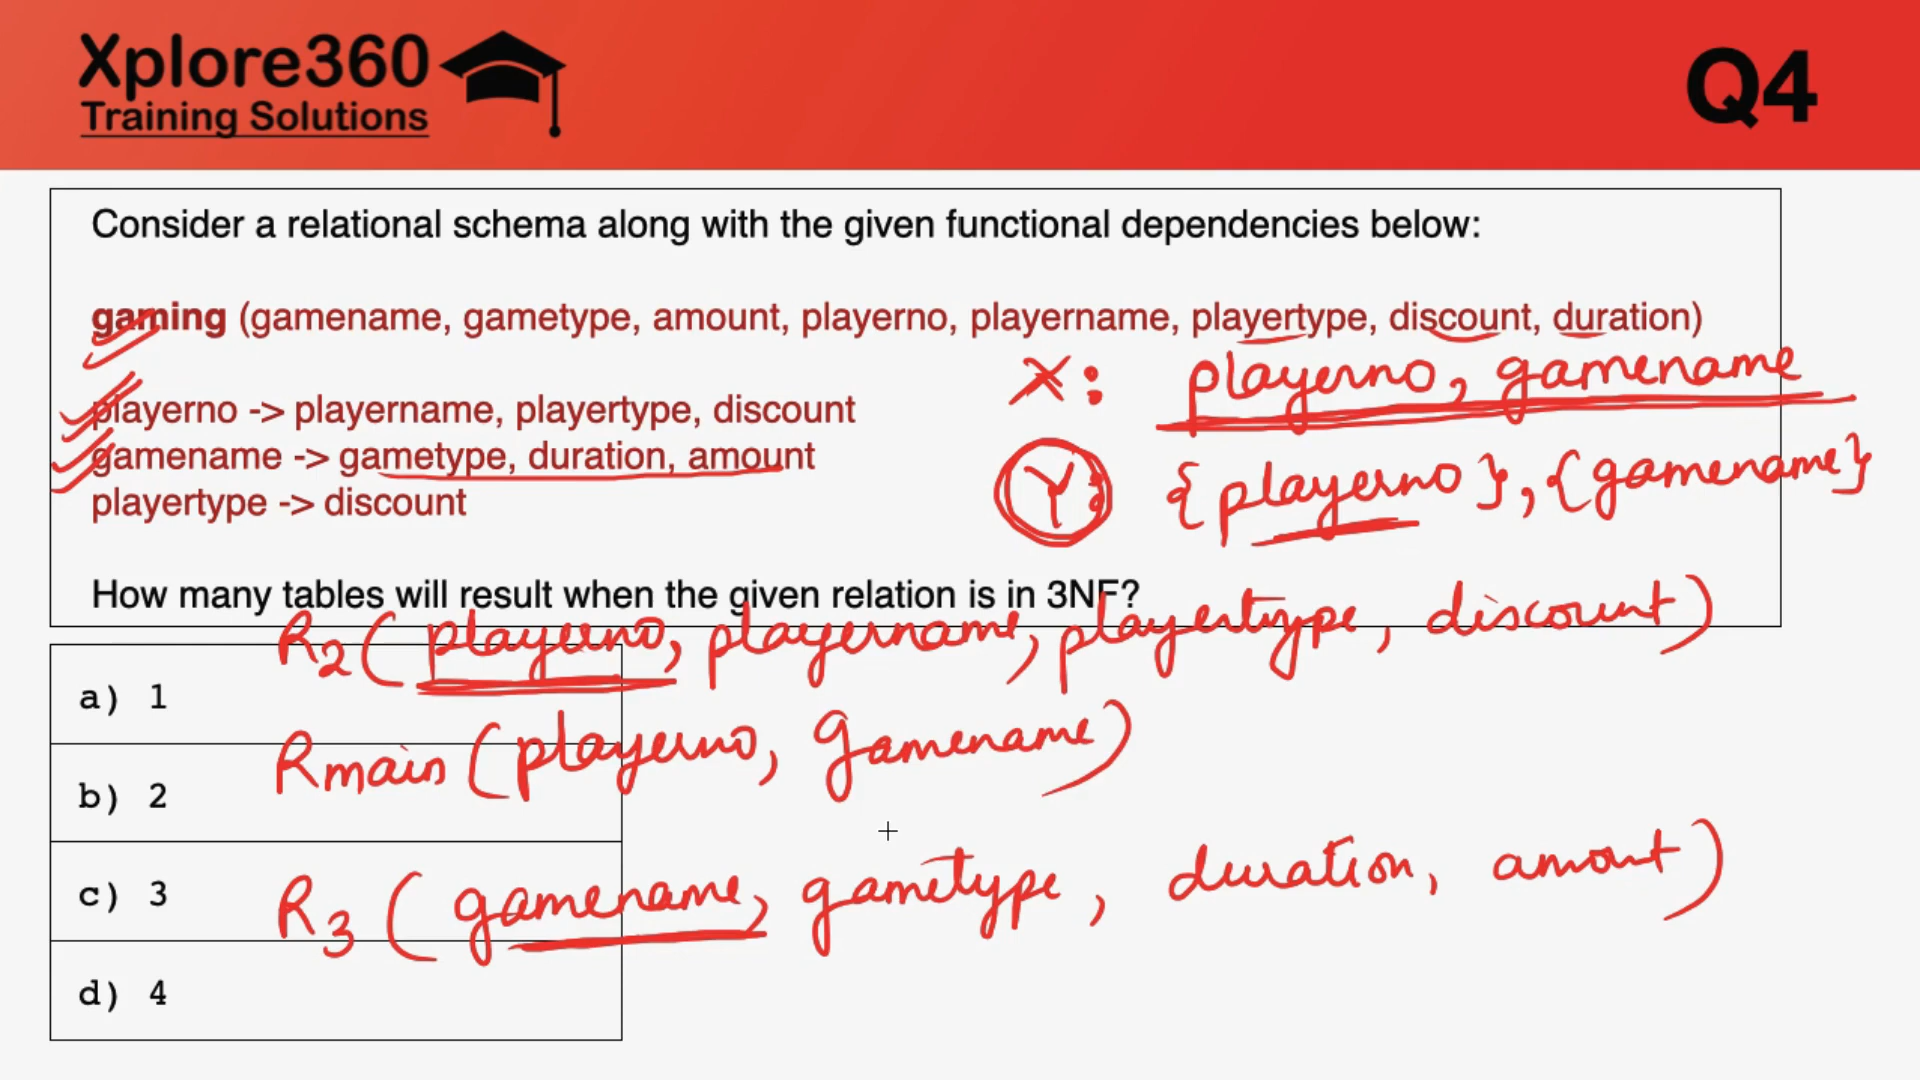 Xplore360
Training Solutions
Q4
Consider a relational schema along with the given functional dependencies below:
gaming (gamename, gametype, amount, playerno, playername, playertype, discount, duration)
X: playerno, gamename
playerno -> playername, playertype, discount
gamename -> gametype, duration, amount
Y: {playerno}, {gamename}
playertype -> discount
How many tables will result when the given relation is in 3NF?
R2 (playerno, playername, playertype, discount)
a) 1
Rmain (playerno, Gamename)
b) 2
c) 3
R3 (gamename, gametype, duration, amount)
d) 4